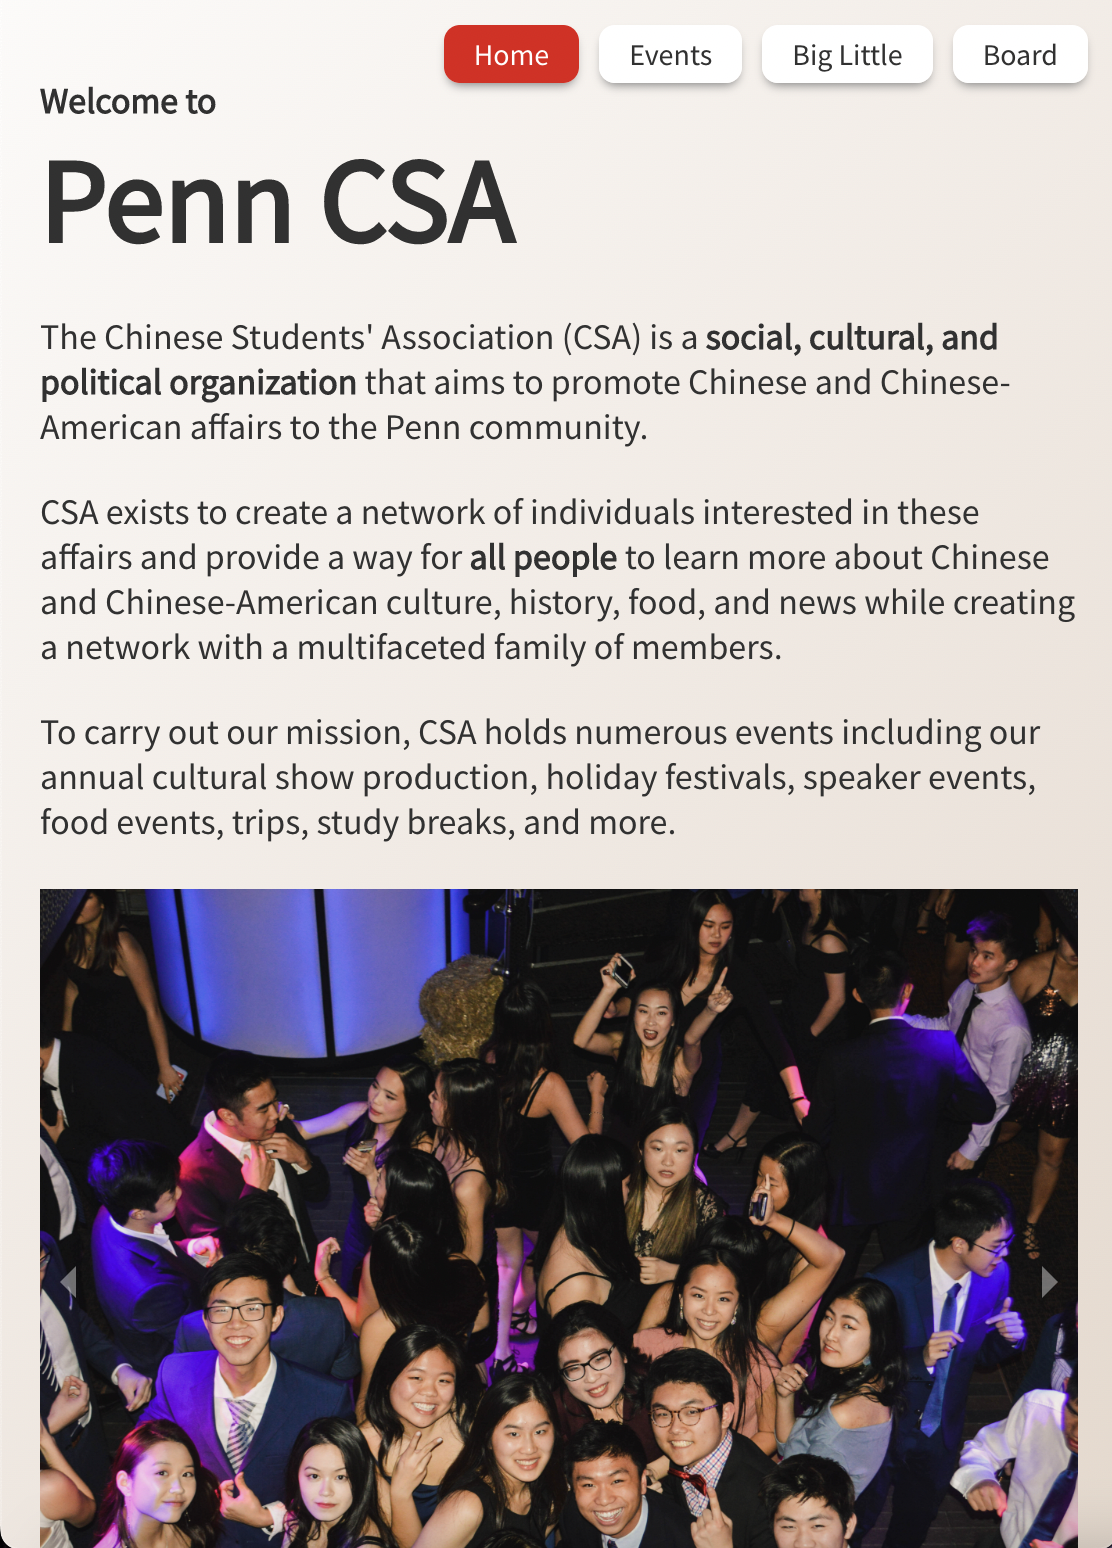 Home Events Big Little Board
Welcome to
Penn CSA
The Chinese Students' Association (CSA) is a social, cultural, and
political organization that aims to promote Chinese and Chinese-
American affairs to the Penn community.
CSA exists to create a network of individuals interested in these
affairs and provide a way for all people to learn more about Chinese
and Chinese-American culture, history, food, and news while creating
a network with a multifaceted family of members.
To carry out our mission, CSA holds numerous events including our
annual cultural show production, holiday festivals, speaker events,
food events, trips, study breaks, and more.